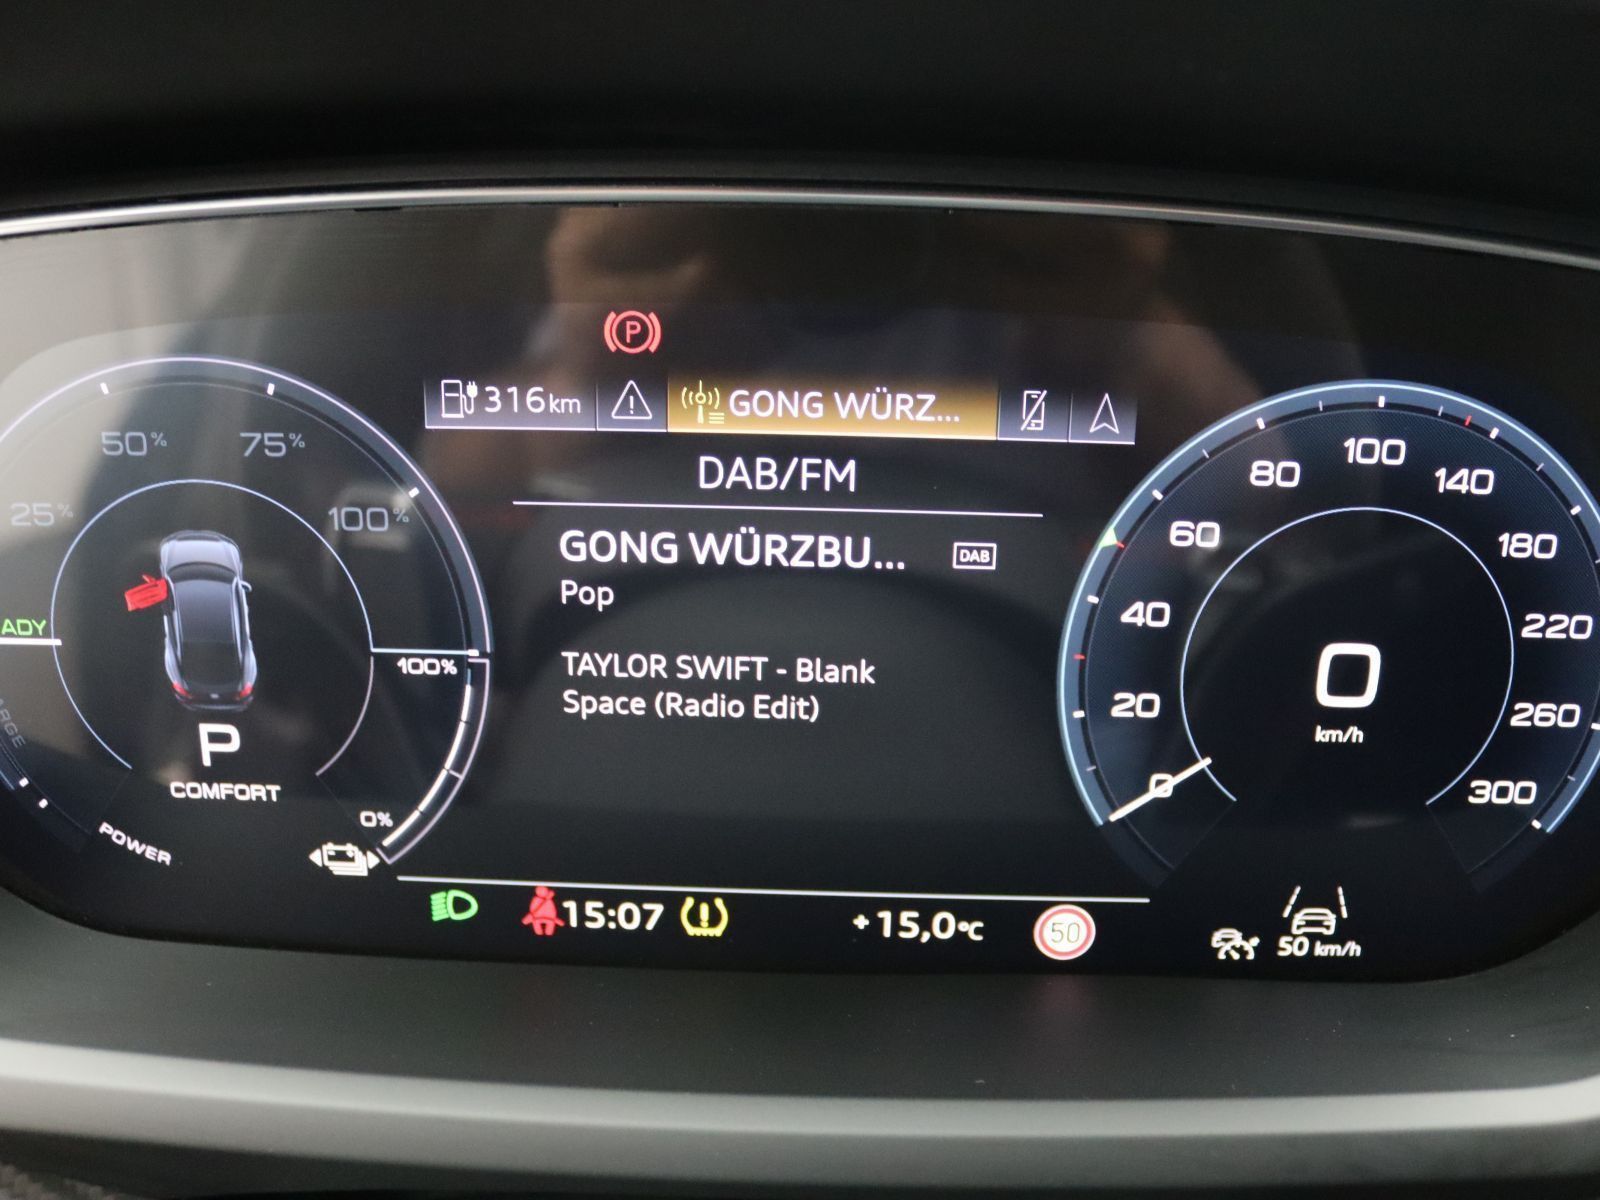 P
316km
GONG WÜRZ...
DAB/FM
GONG WÜRZBU...
DAB
Pop
TAYLOR SWIFT - Blank
Space (Radio Edit)
25%
50%
75%
100%
ADY
100%
P
COMFORT
0%
POWER
ARGE
0
20
40
60
80
100
140
180
220
260
300
0
km/h
15:07
+15,0°C
50
50 km/h